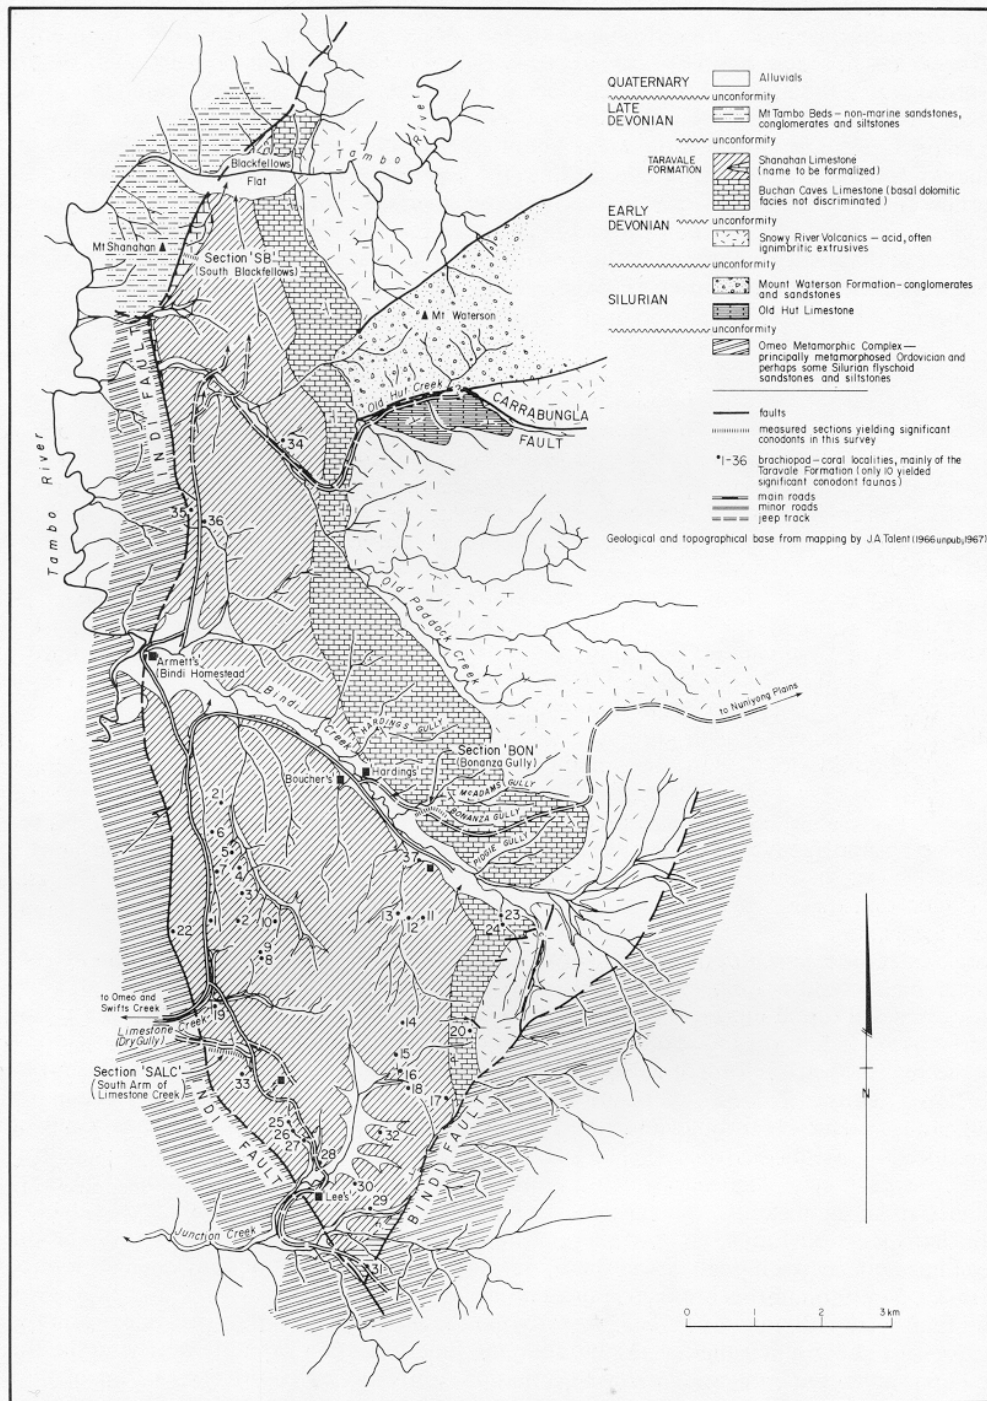 QUATERNARY
Alluvials
unconformity
LATE
DEVONIAN
Mt Tambo Beds – non-marine sandstones,
conglomerates and siltstones
unconformity
TARAVALE
FORMATION
Shanahan Limestone
(name to be formalized)
Buchan Caves Limestone (basal dolomitic
facies not discriminated)
EARLY
DEVONIAN
unconformity
Snowy River Volcanics – acid, often
ignimbritic extrusives
unconformity
SILURIAN
Mount Waterson Formation – conglomerates
and sandstones
Old Hut Limestone
unconformity
Omeo Metamorphic Complex —
principally metamorphosed Ordovician and
perhaps some Silurian flyschoid
sandstones and siltstones
faults
measured sections yielding significant
conodonts in this survey
•1-36
brachiopod – coral localities, mainly of the
Taravale Formation (only 10 yielded
significant conodont faunas)
main roads
minor roads
jeep track
Geological and topographical base from mapping by J.A.Talent (1966 unpub; 1967)
Tambo River
Blackfellows
Flat
Mt Shanahan
Section 'SB'
(South Blackfellows)
Mt Waterson
INDI FAULT
Old Hut Creek
?
CARRABUNGLA
FAULT
34
35
36
Tambo River
Old Paddock Creek
Armett's
(Bindi Homestead
Bindi
Creek
HARDINGS GULLY
to Nuniyong Plains
Section 'BON'
(Bonanza Gully)
Boucher's
Hardings'
McADAMS GULLY
BONANZA GULLY
PIDGIE GULLY
21
6
5
7
4
3
37
22
1
2
10
13
12
11
23
24
9
8
to Omeo and
Swifts Creek
19
Limestone Creek
(Dry Gully)
14
20
Section 'SALC'
(South Arm of
Limestone Creek)
33
15
16
18
17
25
26
27
28
32
INDI FAULT
BINDI FAULT
Lee's
30
29
Junction Creek
31
N
0 1 2 3 km